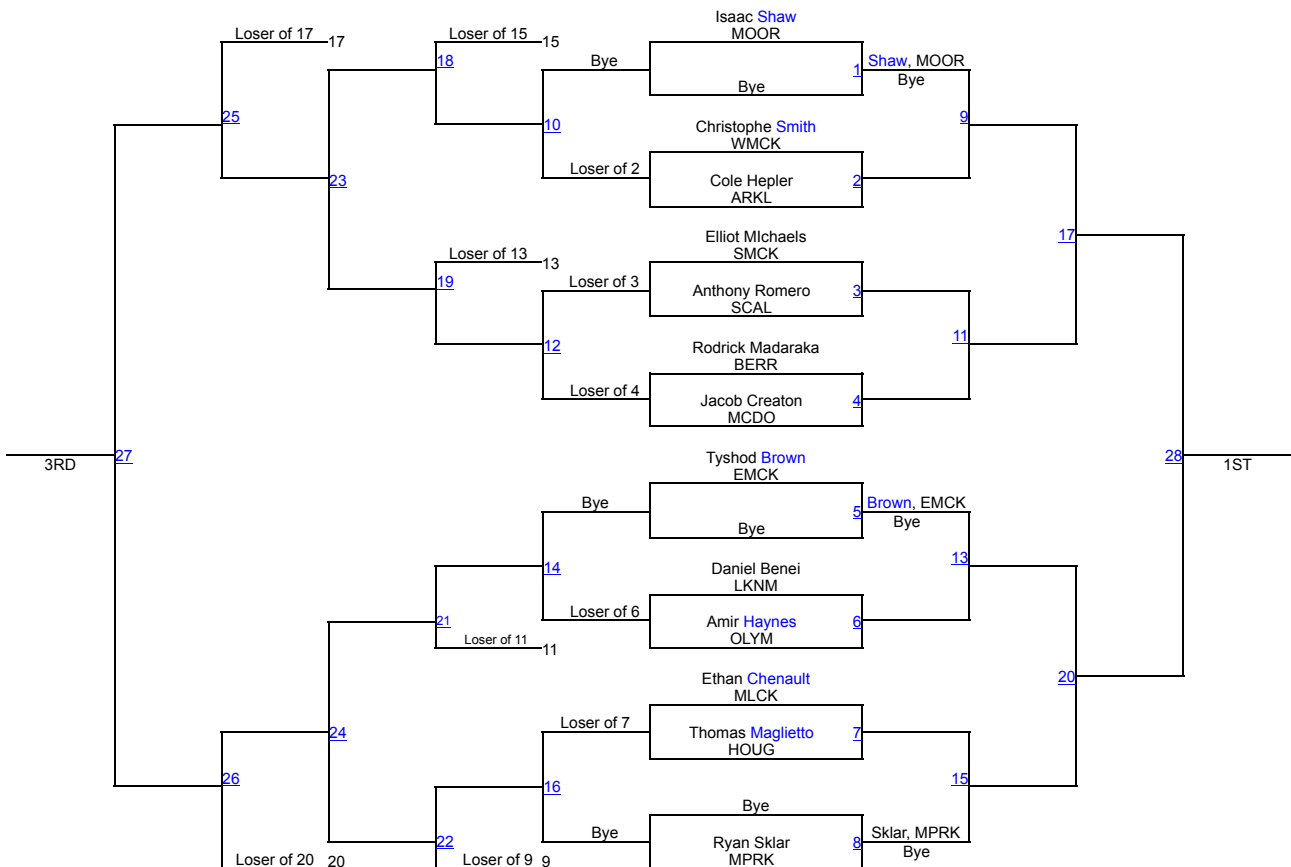 Isaac Shaw
Loser of 17 17
Loser of 15 15
MOOR
18
Bye
1
Shaw, MOOR
Bye
Bye
25
10
9
Christophe Smith
WMCK
Loser of 2
Cole Hepler
2
ARKL
23
Elliot MIchaels
SMCK
17
Loser of 13 13
19
Loser of 3
Anthony Romero
3
SCAL
12
11
Rodrick Madaraka
BERR
Loser of 4
Jacob Creaton
4
MCDO
27
3RD
Tyshod Brown
EMCK
28
1ST
Bye
5
Brown, EMCK
Bye
Bye
14
13
Daniel Benei
LKNM
Loser of 6
Amir Haynes
6
OLYM
21
Loser of 11 11
Ethan Chenault
MLCK
20
Loser of 7
Thomas Maglietto
7
HOUG
24
26
16
15
Bye
22
Bye
Ryan Sklar
8
Sklar, MPRK
MPRK
Bye
Loser of 20 20
Loser of 9 9